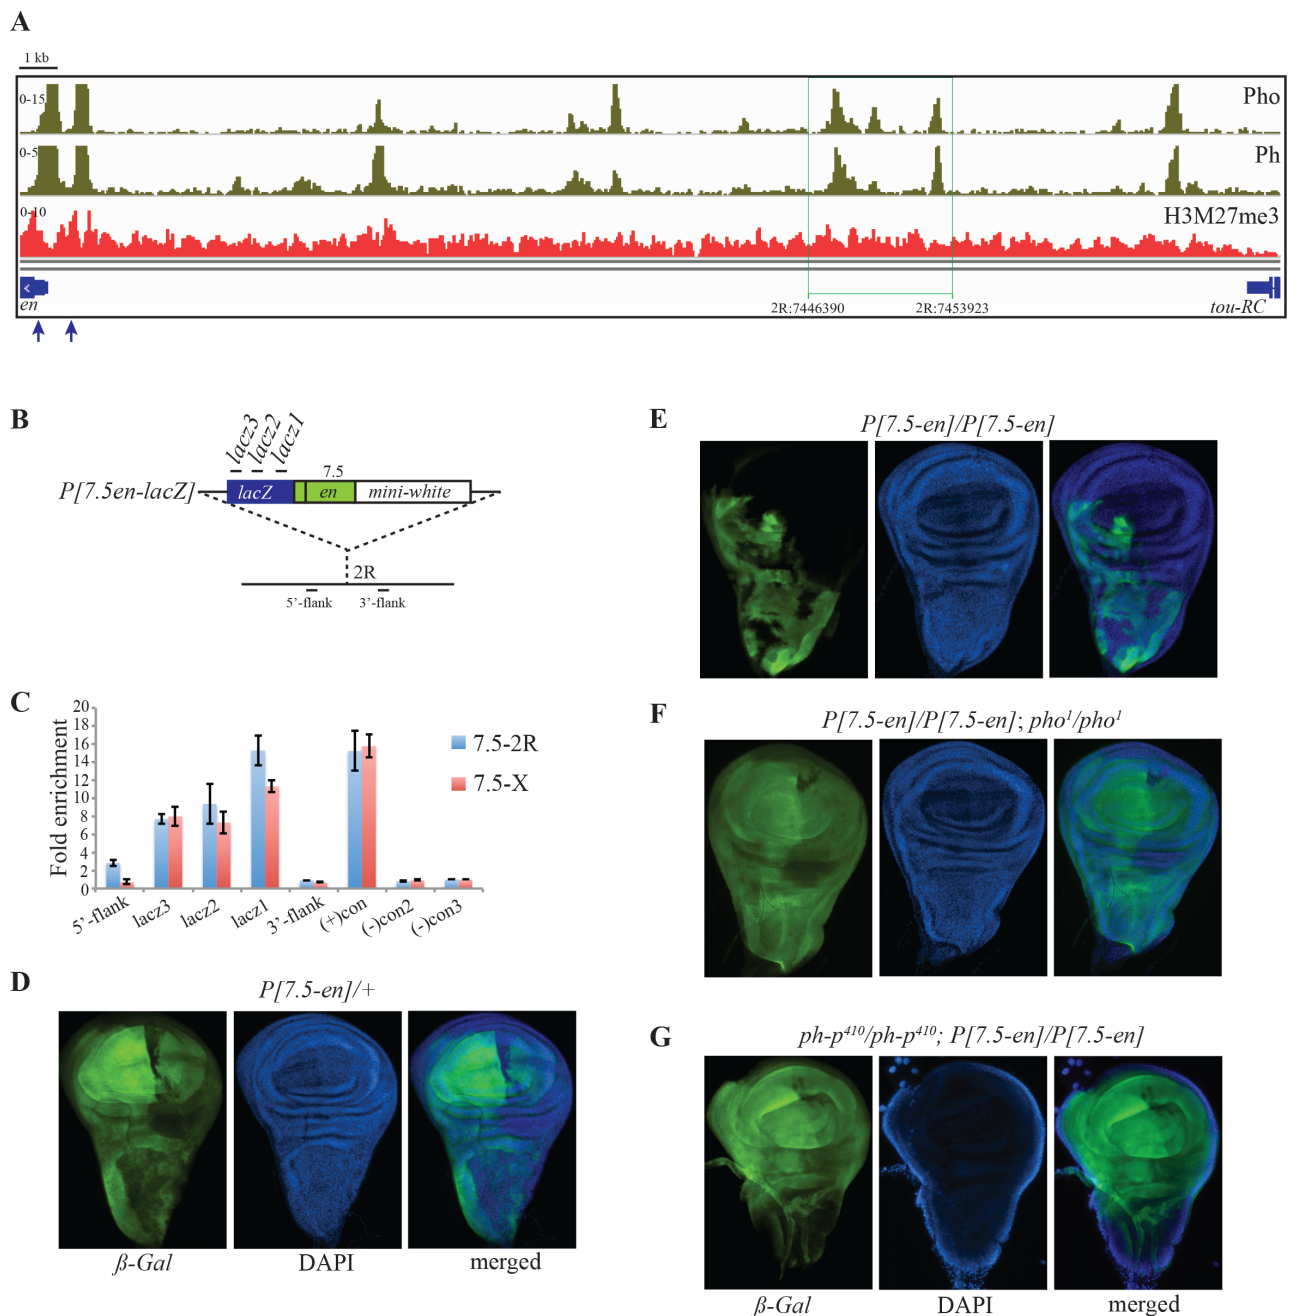 A
1 kb
0-15
Pho
0-5
Ph
0-10
H3M27me3
en
2R:7446390
2R:7453923
tou-RC
B
lacz3
lacz2
lacz1
7.5
P[7.5en-lacZ]
lacZ
en
mini-white
2R
5'-flank
3'-flank
C
Fold enrichment
20
18
16
14
12
10
8
6
4
2
0
7.5-2R
7.5-X
5'-flank
lacz3
lacz2
lacz1
3'-flank
(+)con
(-)con2
(-)con3
D
P[7.5-en]/+
ß-Gal
DAPI
merged
E
P[7.5-en]/P[7.5-en]
F
P[7.5-en]/P[7.5-en]; pho¹/pho¹
G
ph-p⁴¹⁰/ph-p⁴¹⁰; P[7.5-en]/P[7.5-en]
ß-Gal
DAPI
merged